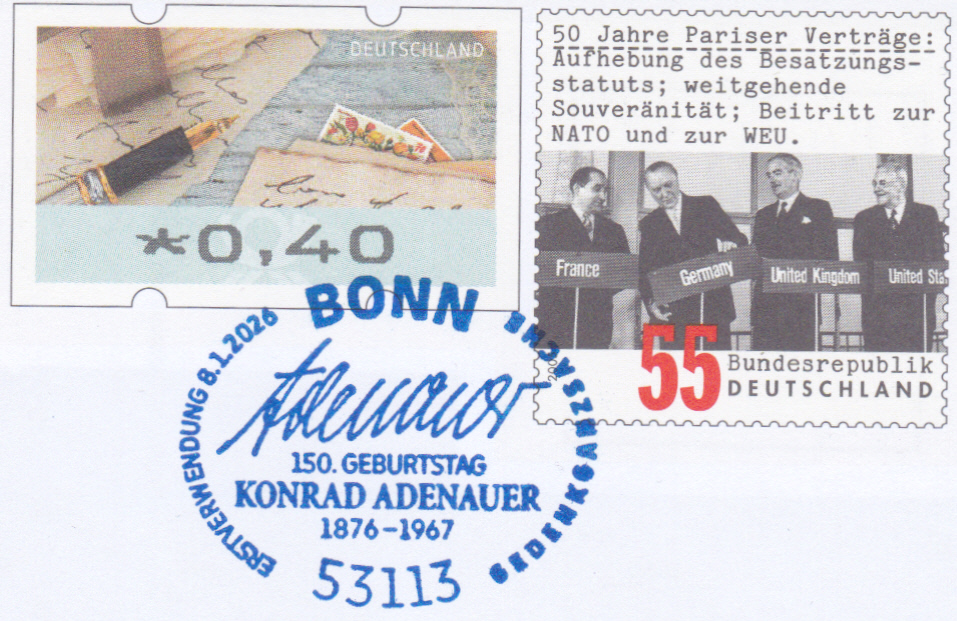 DEUTSCHLAND
*0,40
50 Jahre Pariser Verträge:
Aufhebung des Besatzungs-
statuts; weitgehende
Souveränität; Beitritt zur
NATO und zur WEU.
France
Germany
United Kingdom
United Sta
55
Bundesrepublik
DEUTSCHLAND
BONN
ERSTVERWENDUNG 8.1.2026
GEDENKGANZSACHE
Adenauer
150. GEBURTSTAG
KONRAD ADENAUER
1876–1967
53113